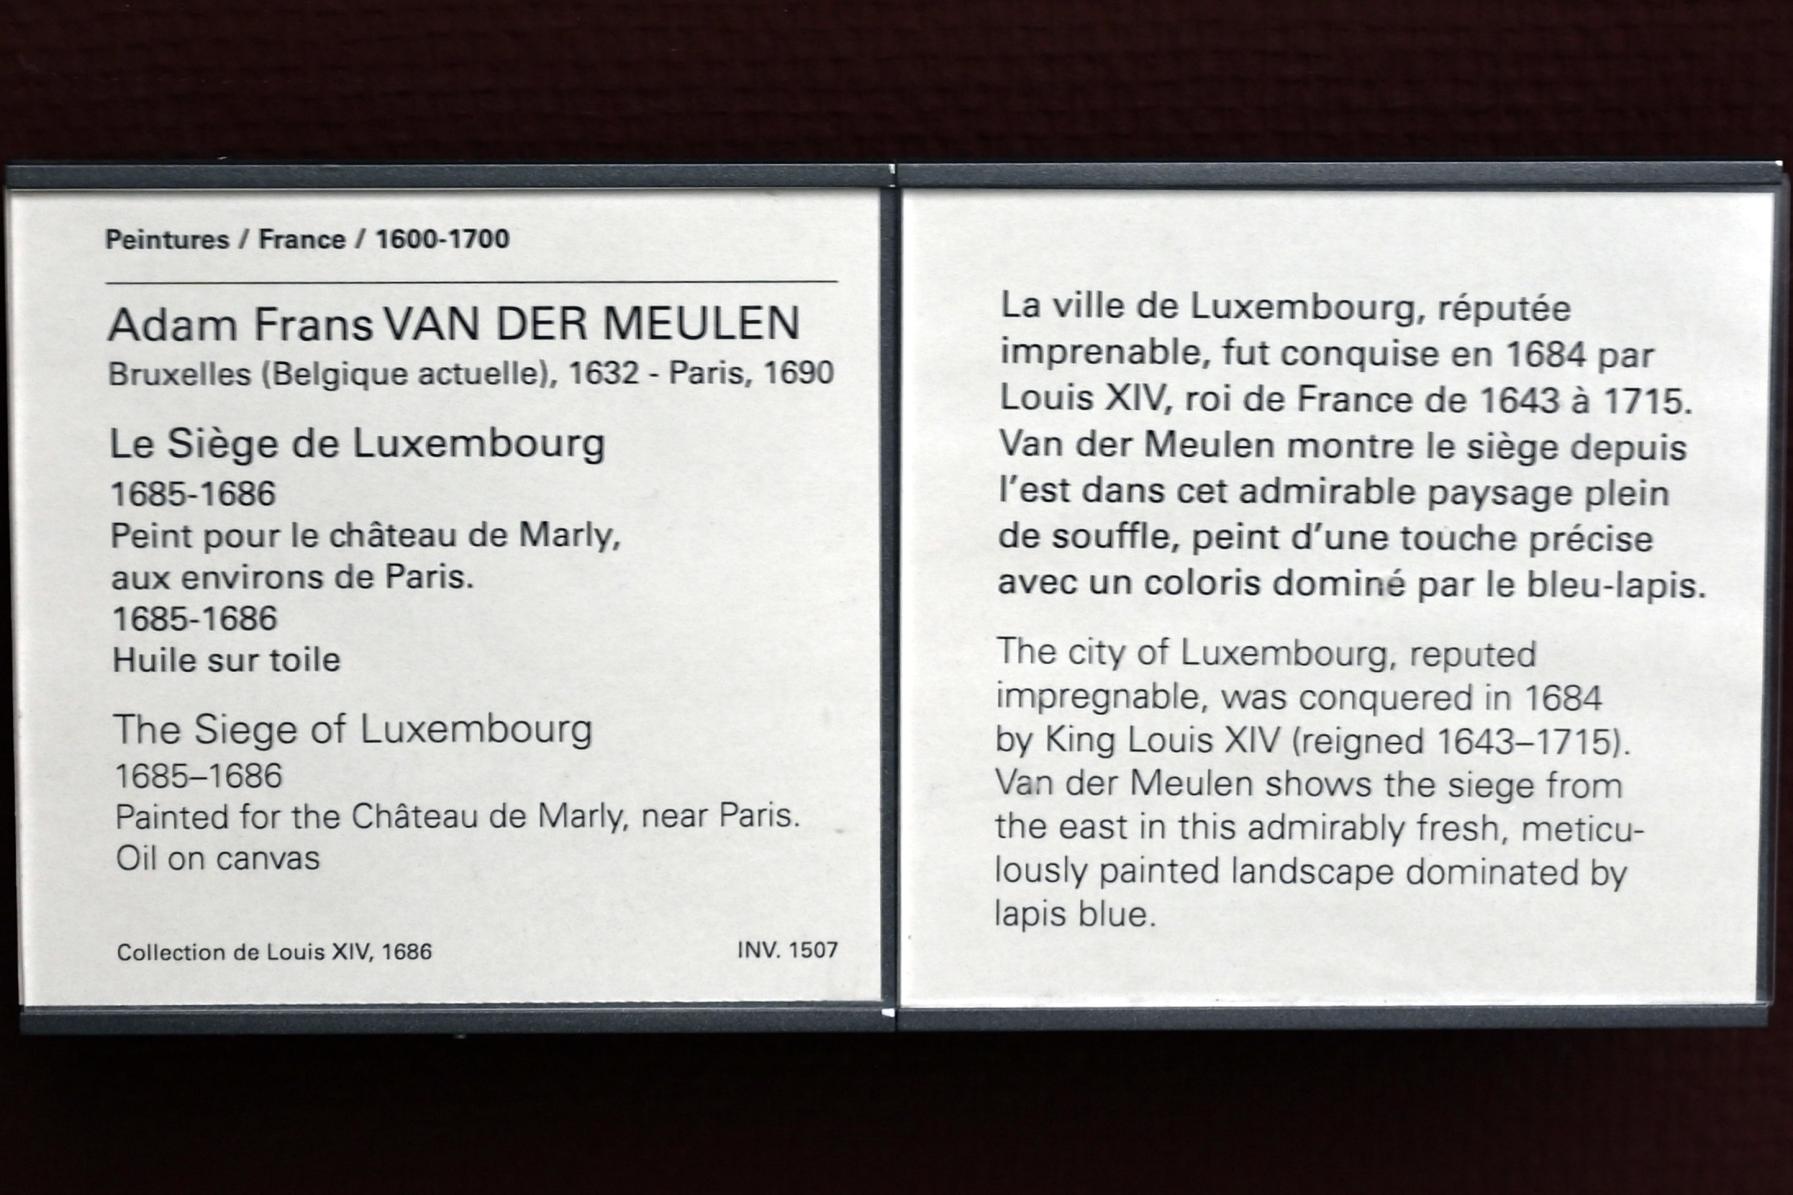 Peintures / France / 1600-1700
Adam Frans VAN DER MEULEN
Bruxelles (Belgique actuelle), 1632 - Paris, 1690
Le Siège de Luxembourg
1685-1686
Peint pour le château de Marly,
aux environs de Paris.
1685-1686
Huile sur toile
The Siege of Luxembourg
1685–1686
Painted for the Château de Marly, near Paris.
Oil on canvas
Collection de Louis XIV, 1686 INV. 1507
La ville de Luxembourg, réputée
imprenable, fut conquise en 1684 par
Louis XIV, roi de France de 1643 à 1715.
Van der Meulen montre le siège depuis
l'est dans cet admirable paysage plein
de souffle, peint d'une touche précise
avec un coloris dominé par le bleu-lapis.
The city of Luxembourg, reputed
impregnable, was conquered in 1684
by King Louis XIV (reigned 1643–1715).
Van der Meulen shows the siege from
the east in this admirably fresh, meticu-
lously painted landscape dominated by
lapis blue.